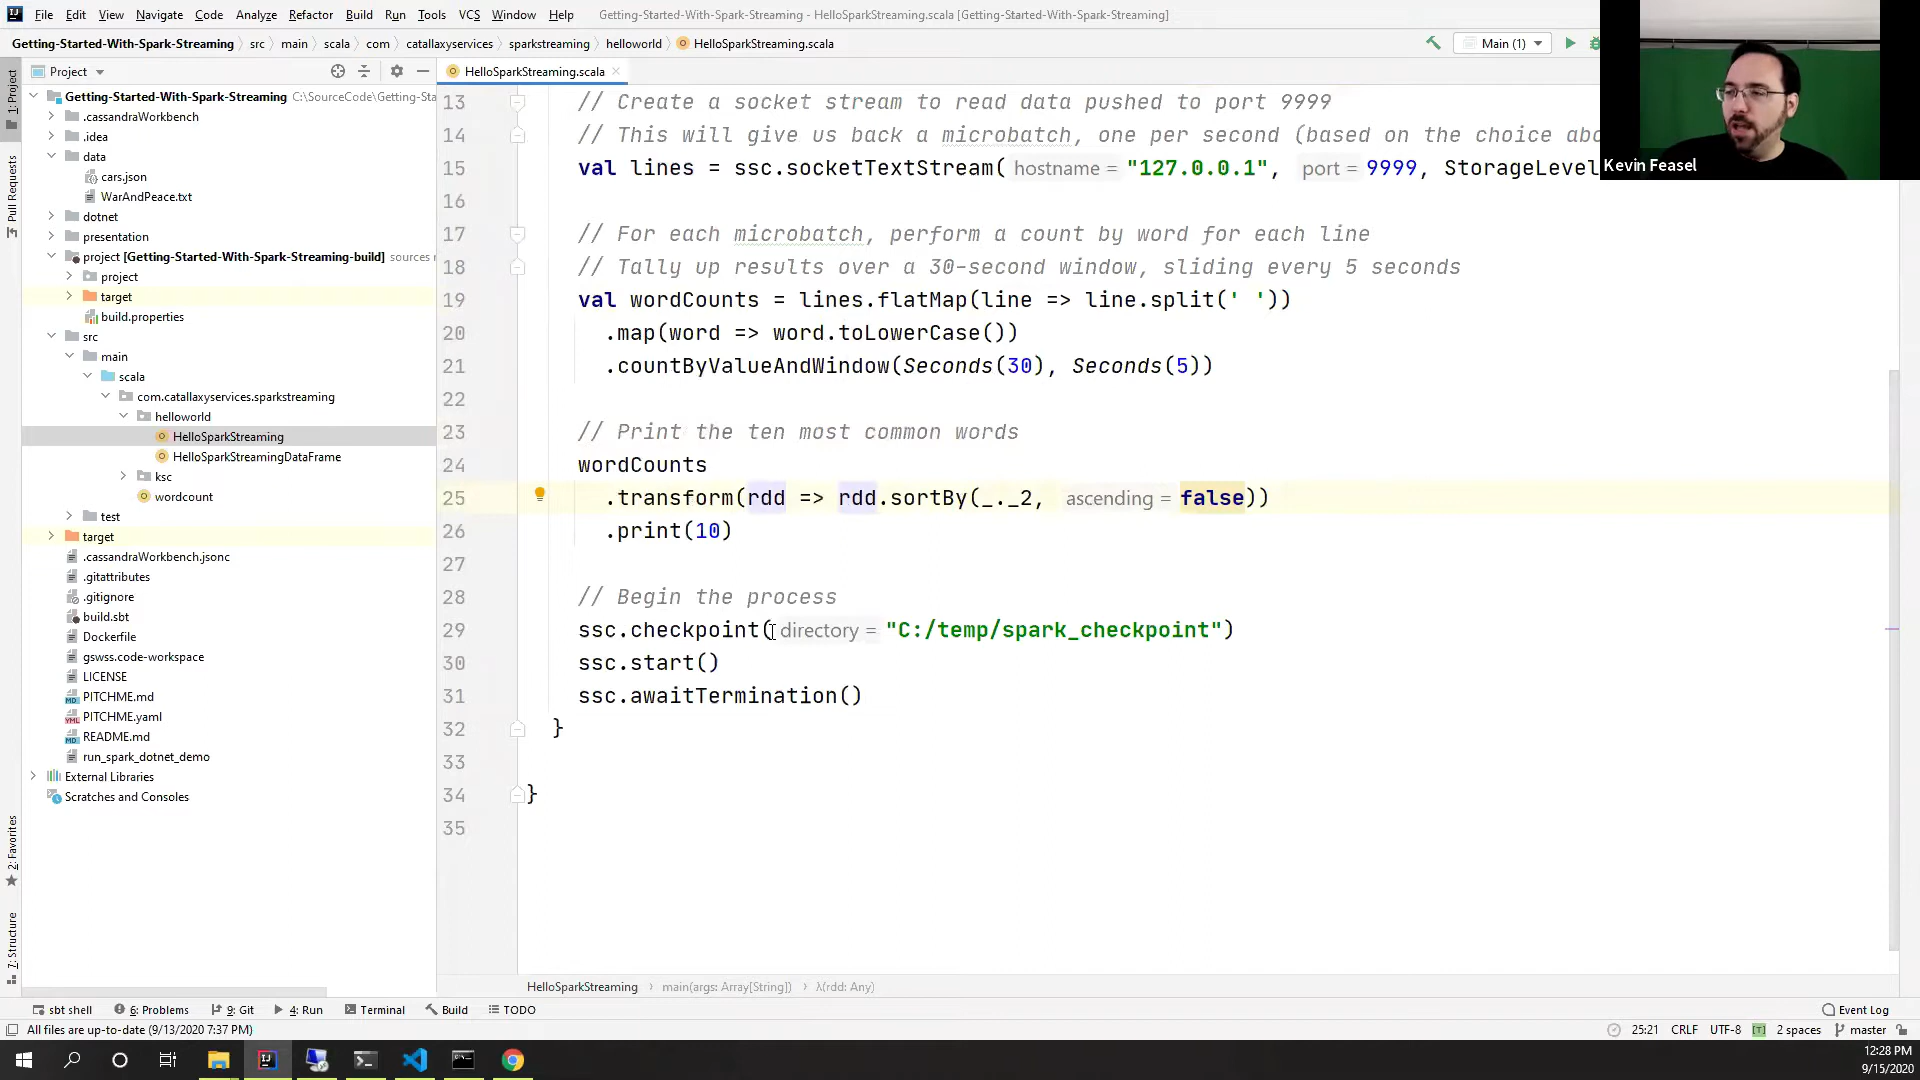 File Edit View Navigate Code Analyze Refactor Build Run Tools VCS Window Help Getting-Started-With-Spark-Streaming - HelloSparkStreaming.scala [Getting-Started-With-Spark-Streaming]
Getting-Started-With-Spark-Streaming src main scala com catallaxyservices sparkstreaming helloworld HelloSparkStreaming.scala Main (1)
Project
HelloSparkStreaming.scala
1: Project
Pull Requests
2: Favorites
7: Structure
Getting-Started-With-Spark-Streaming C:\SourceCode\Getting-Sta
.cassandraWorkbench
.idea
data
cars.json
WarAndPeace.txt
dotnet
presentation
project [Getting-Started-With-Spark-Streaming-build] sources
project
target
build.properties
src
main
scala
com.catallaxyservices.sparkstreaming
helloworld
HelloSparkStreaming
HelloSparkStreamingDataFrame
ksc
wordcount
test
target
.cassandraWorkbench.jsonc
.gitattributes
.gitignore
build.sbt
Dockerfile
gswss.code-workspace
LICENSE
PITCHME.md
PITCHME.yaml
README.md
run_spark_dotnet_demo
External Libraries
Scratches and Consoles
13 // Create a socket stream to read data pushed to port 9999
14 // This will give us back a microbatch, one per second (based on the choice abo
15 val lines = ssc.socketTextStream( hostname = "127.0.0.1", port = 9999, StorageLevel
16
17 // For each microbatch, perform a count by word for each line
18 // Tally up results over a 30-second window, sliding every 5 seconds
19 val wordCounts = lines.flatMap(line => line.split(' '))
20 .map(word => word.toLowerCase())
21 .countByValueAndWindow(Seconds(30), Seconds(5))
22
23 // Print the ten most common words
24 wordCounts
25 .transform(rdd => rdd.sortBy(_._2, ascending = false))
26 .print(10)
27
28 // Begin the process
29 ssc.checkpoint( directory = "C:/temp/spark_checkpoint")
30 ssc.start()
31 ssc.awaitTermination()
32 }
33
34 }
35
Kevin Feasel
HelloSparkStreaming main(args: Array[String]) λ(rdd: Any)
sbt shell 6: Problems 9: Git 4: Run Terminal Build TODO Event Log
All files are up-to-date (9/13/2020 7:37 PM) 25:21 CRLF UTF-8 2 spaces master
12:28 PM
9/15/2020